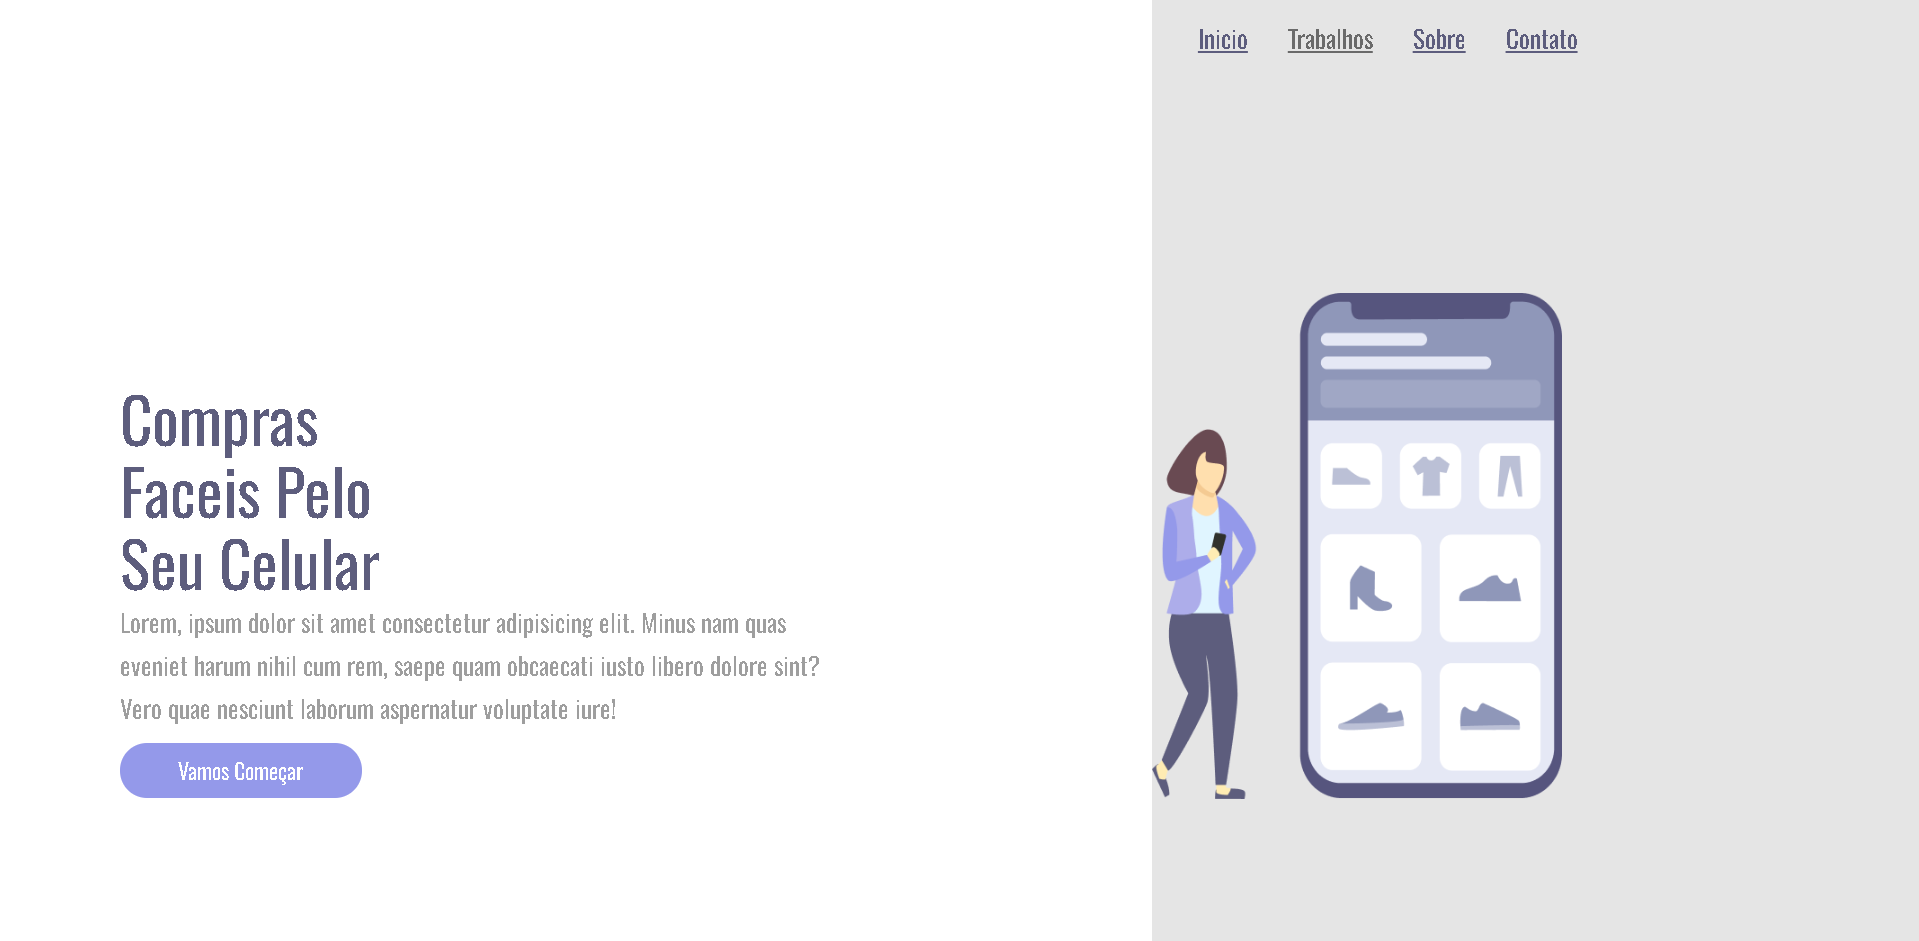 Inicio Trabalhos Sobre Contato
Compras
Faceis Pelo
Seu Celular
Lorem, ipsum dolor sit amet consectetur adipisicing elit. Minus nam quas
eveniet harum nihil cum rem, saepe quam obcaecati iusto libero dolore sint?
Vero quae nesciunt laborum aspernatur voluptate iure!
Vamos Começar